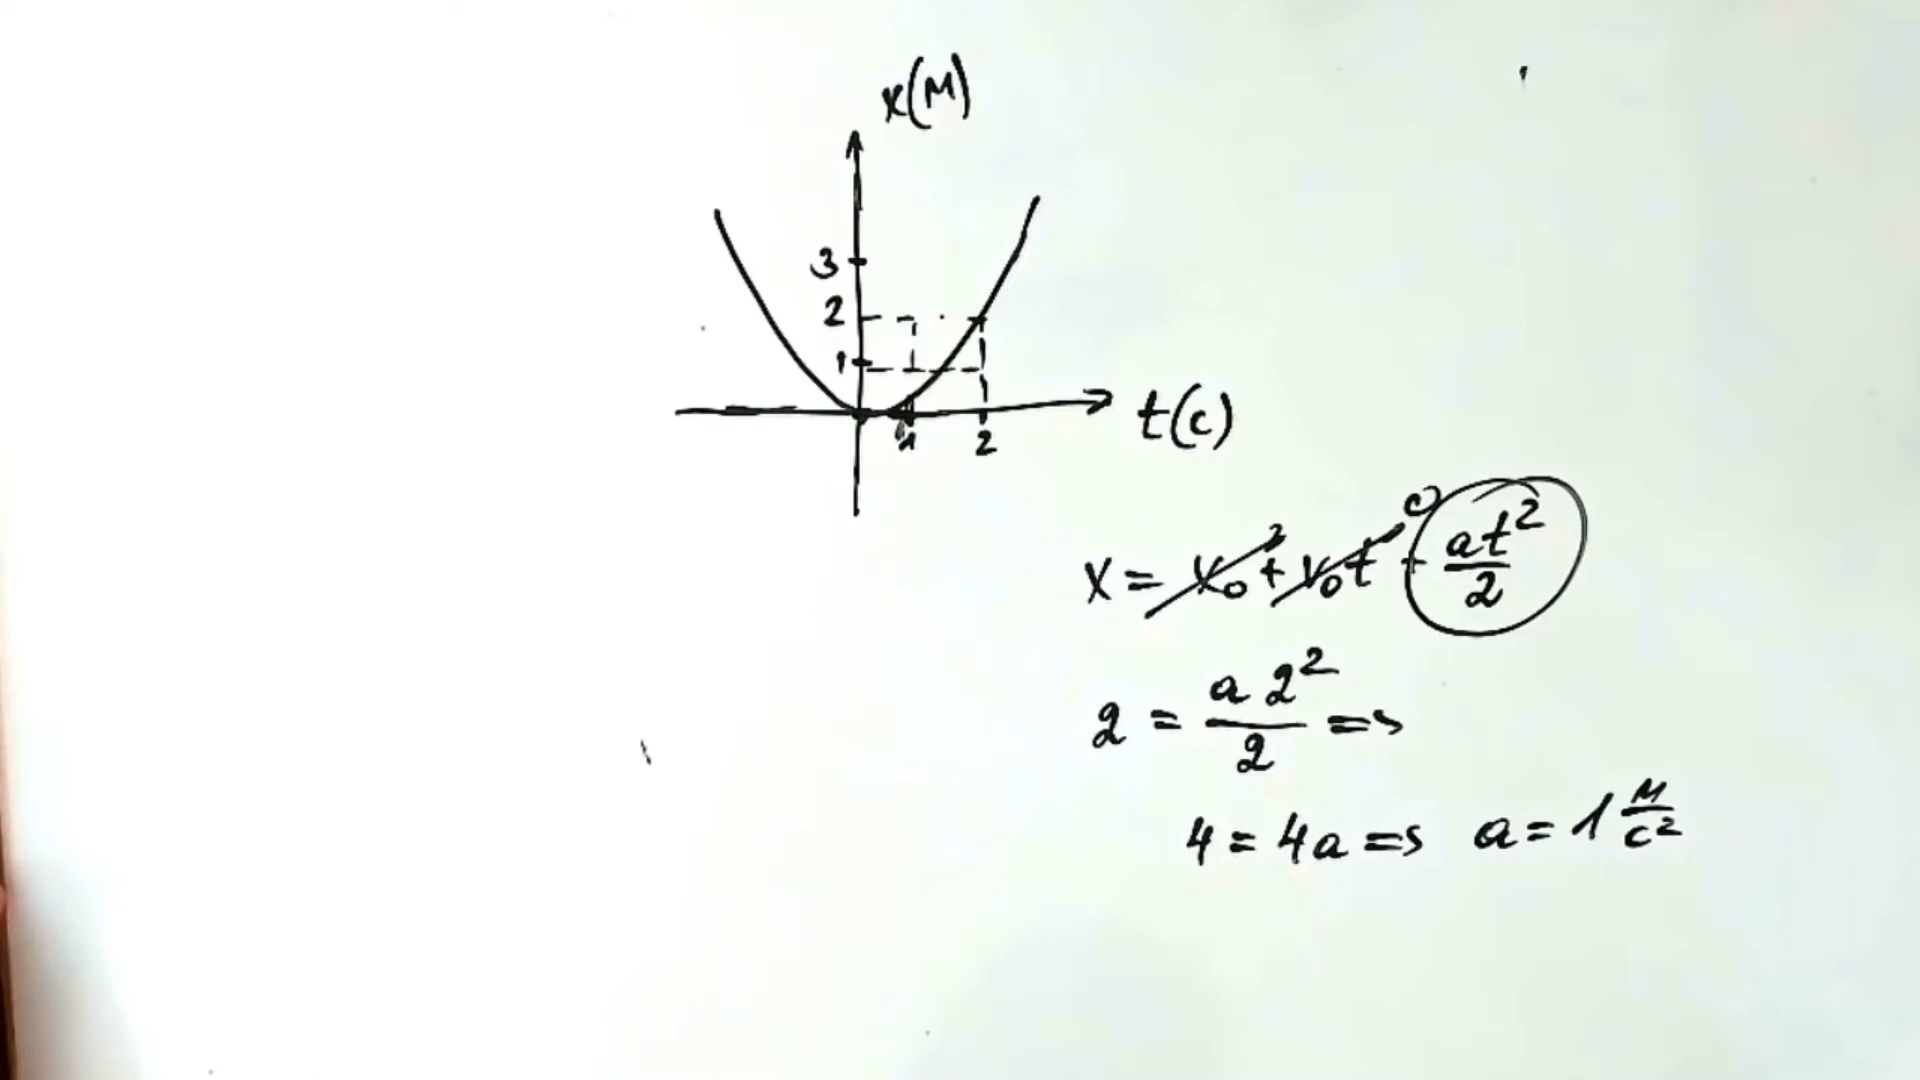 x(м)
3
2
1
1 2
t(c)
x = x₀ + v₀t + at²/2
2 = a 2²/2 =>
4 = 4a => a = 1 м/c²